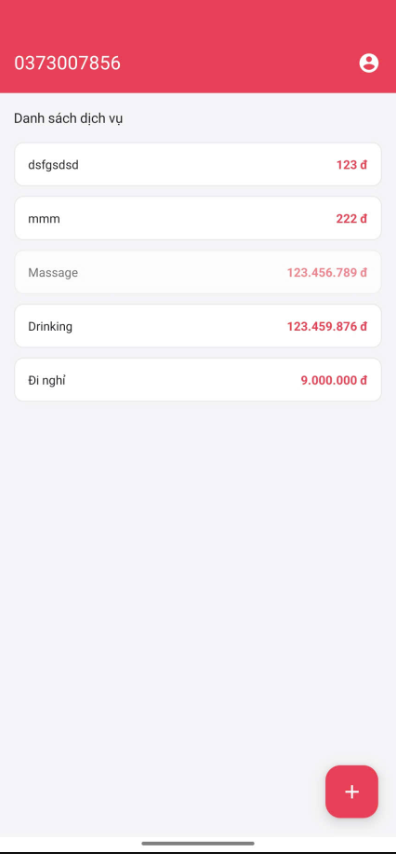 0373007856
Danh sách dịch vụ
dsfgsdsd 123 đ
mmm 222 đ
Massage 123.456.789 đ
Drinking 123.459.876 đ
Đi nghỉ 9.000.000 đ
+